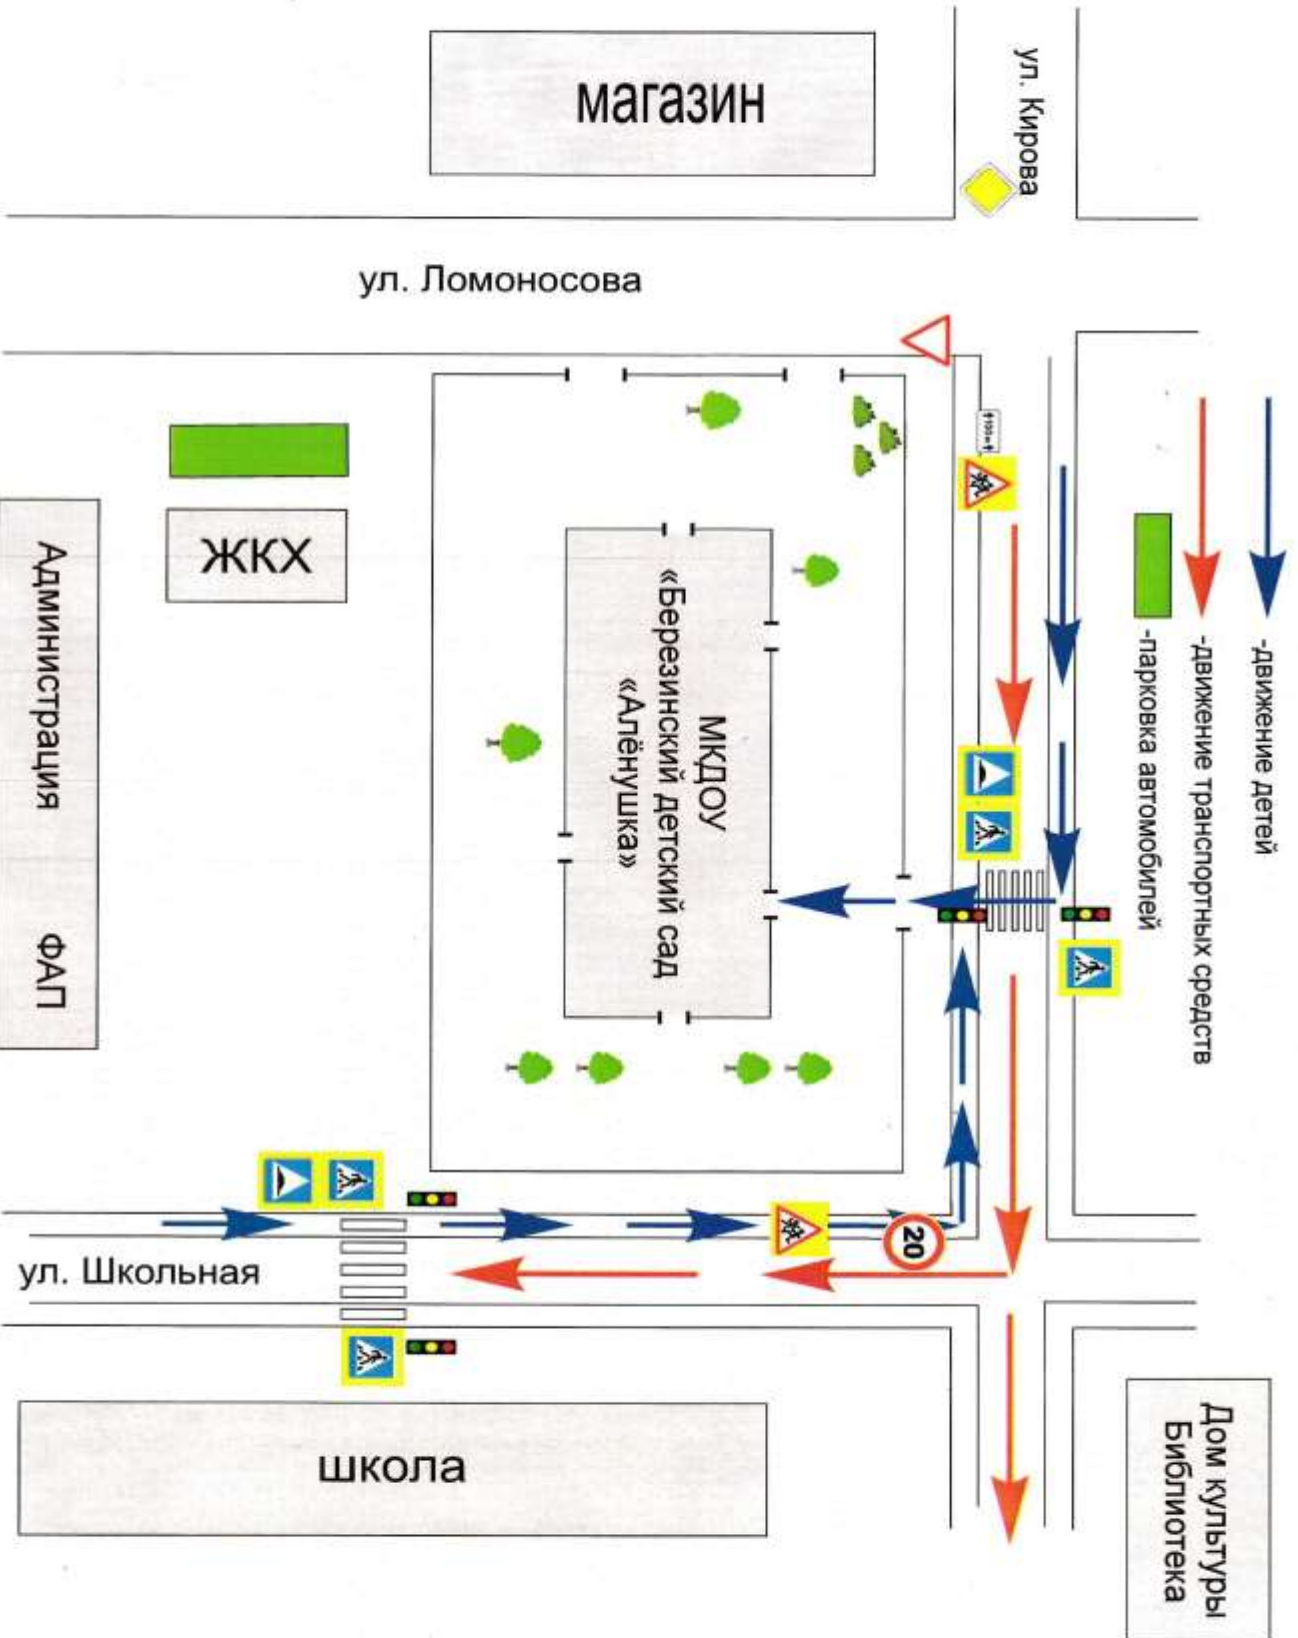 магазин
ул. Кирова
ул. Ломоносова
100 м
-движение детей
-движение транспортных средств
-парковка автомобилей
ЖКХ
Администрация
ФАП
МКДОУ
«Березинский детский сад
«Алёнушка»
20
ул. Школьная
школа
Дом культуры
Библиотека